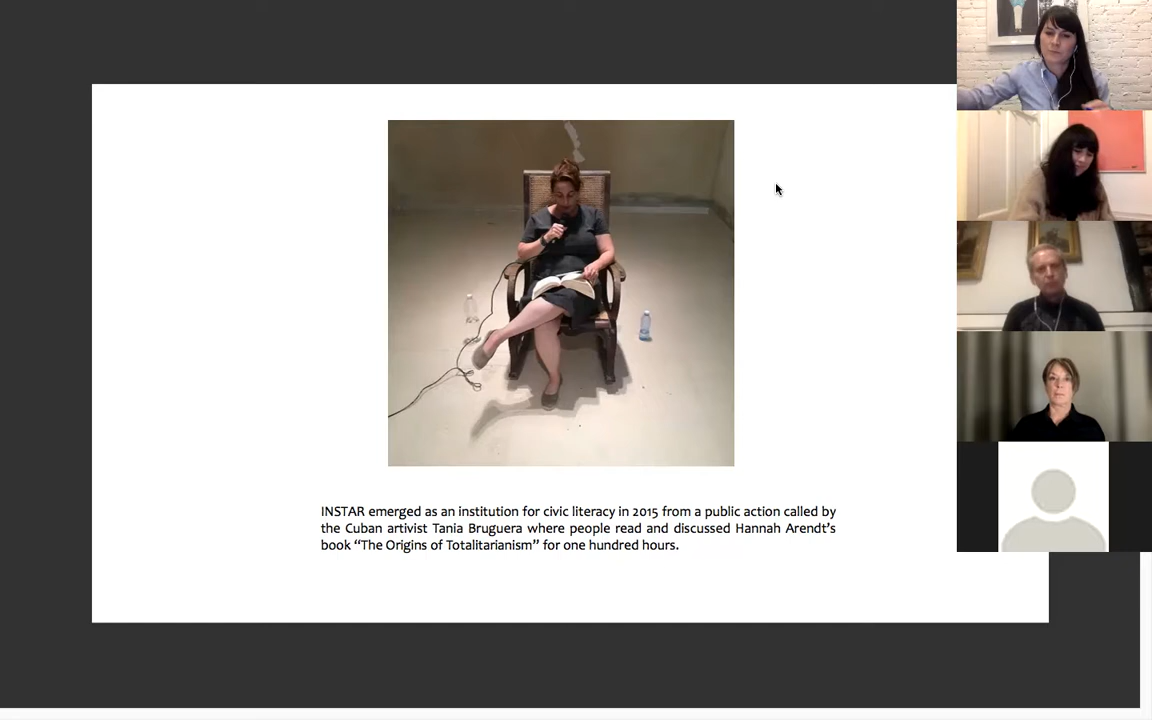 INSTAR emerged as an institution for civic literacy in 2015 from a public action called by
the Cuban artivist Tania Bruguera where people read and discussed Hannah Arendt’s
book “The Origins of Totalitarianism” for one hundred hours.